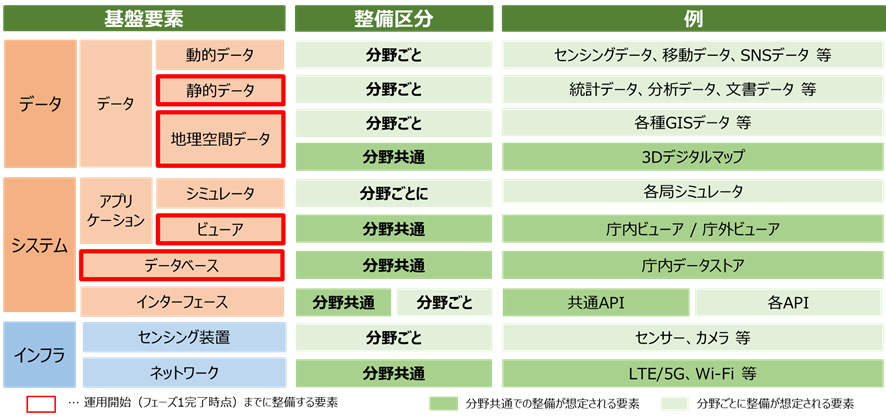 基盤要素 整備区分 例
データ
データ
動的データ 分野ごと センシングデータ、移動データ、SNSデータ 等
静的データ 分野ごと 統計データ、分析データ、文書データ 等
地理空間データ
分野ごと 各種GISデータ 等
分野共通 3Dデジタルマップ
システム
アプリ
ケーション
シミュレータ 分野ごとに 各局シミュレータ
ビューア 分野共通 庁内ビューア / 庁外ビューア
データベース 分野共通 庁内データストア
インターフェース 分野共通 分野ごと 共通API 各API
インフラ
センシング装置 分野ごと センサー、カメラ 等
ネットワーク 分野共通 LTE/5G、Wi-Fi 等
… 運用開始（フェーズ1完了時点）までに整備する要素 分野共通での整備が想定される要素 分野ごとに整備が想定される要素